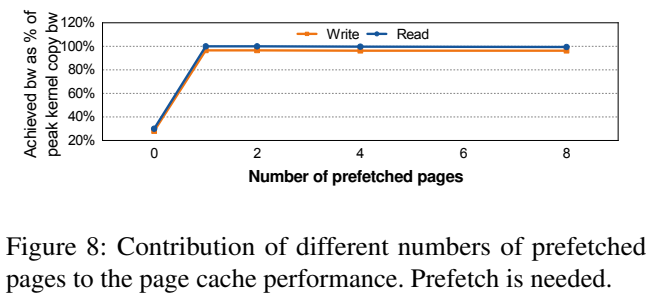 Achieved bw as % of
peak kernel copy bw
120%
100%
80%
60%
40%
20%
Write Read
0 2 4 6 8
Number of prefetched pages
Figure 8: Contribution of different numbers of prefetched
pages to the page cache performance. Prefetch is needed.